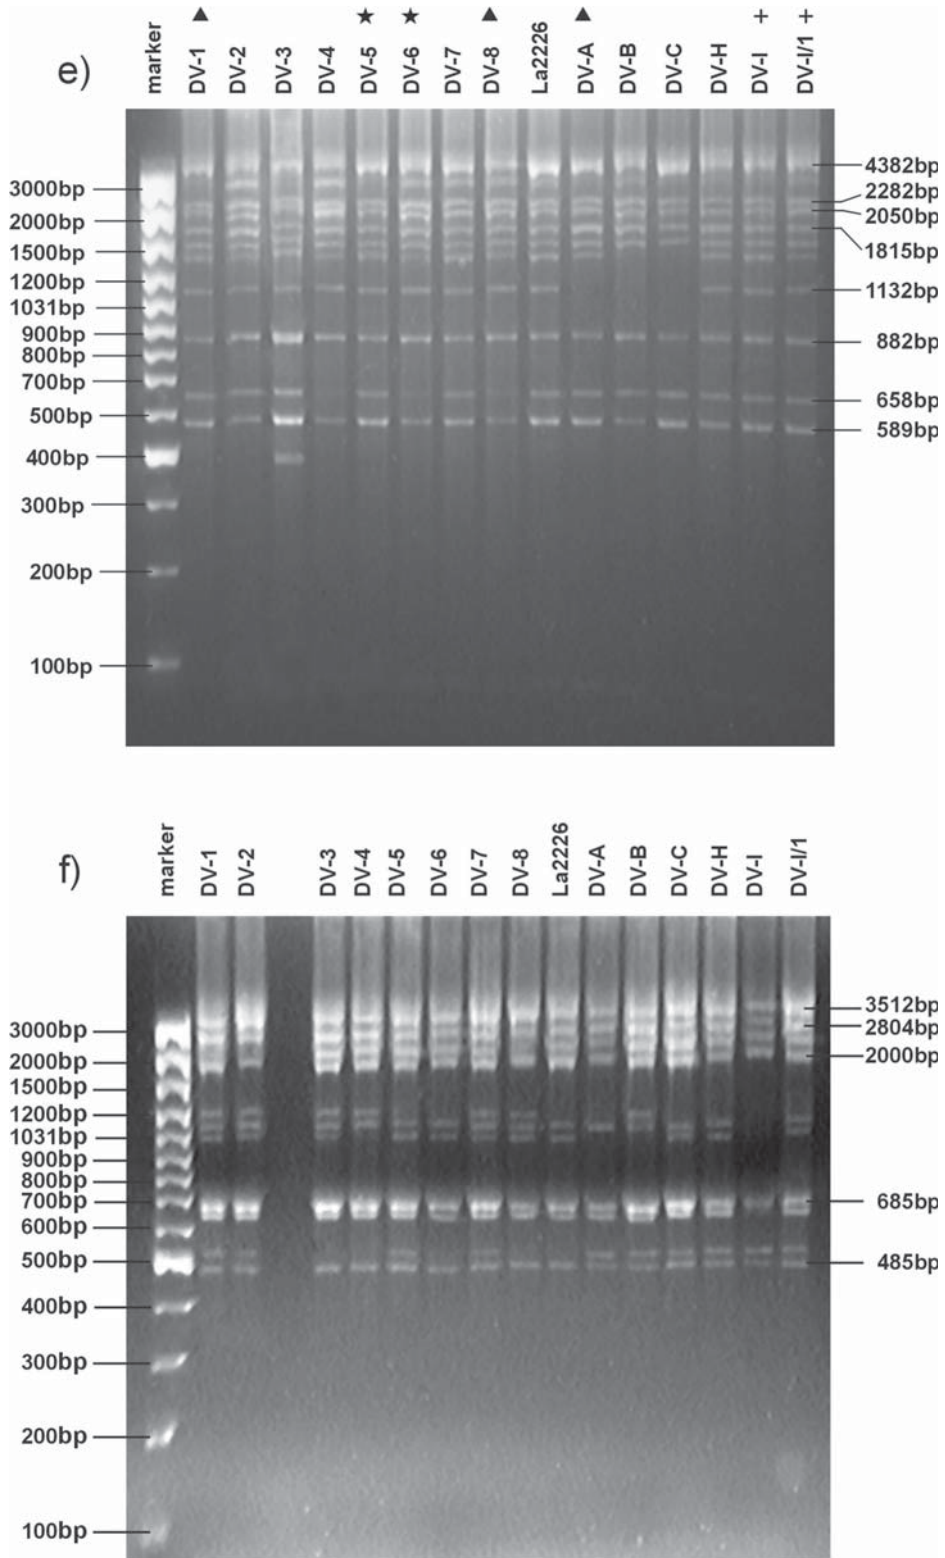 ▲ ★ ★ ▲ ▲ + +
e) marker DV-1 DV-2 DV-3 DV-4 DV-5 DV-6 DV-7 DV-8 La2226 DV-A DV-B DV-C DV-H DV-I DV-I/1
3000bp
2000bp
1500bp
1200bp
1031bp
900bp
800bp
700bp
500bp
400bp
300bp
200bp
100bp
4382bp
2282bp
2050bp
1815bp
1132bp
882bp
658bp
589bp
f) marker DV-1 DV-2 DV-3 DV-4 DV-5 DV-6 DV-7 DV-8 La2226 DV-A DV-B DV-C DV-H DV-I DV-I/1
3000bp
2000bp
1500bp
1200bp
1031bp
900bp
800bp
700bp
600bp
500bp
400bp
300bp
200bp
100bp
3512bp
2804bp
2000bp
685bp
485bp